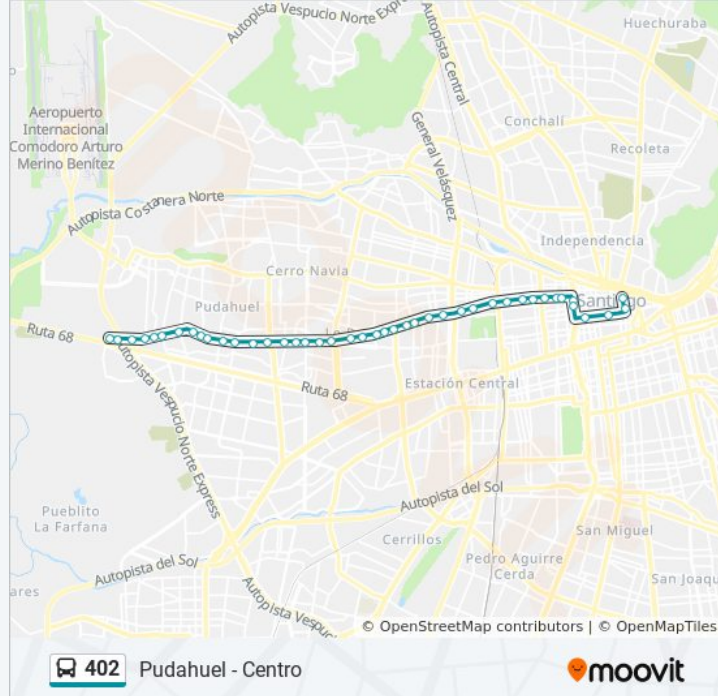 Autopista Vespucio Norte Expre
Huechuraba
Autopista Central
Aeropuerto
Internacional
Comodoro Arturo
Merino Benítez
Conchalí
General Velásquez
Recoleta
Autopista Costanera Norte
Independencia
Cerro Navia
Santiago
Pudahuel
Ruta 68
Autopista Vespucio Norte Express
Estación Central
Ruta 68
Autopista del Sol
Pueblito
La Farfana
San Miguel
Cerrillos
Pedro Aguirre
Cerda
Autopista del Sol
San Joaqu
ares
Autopista Vespuc
© OpenStreetMap contributors | © OpenMapTiles
402 Pudahuel - Centro
moovit